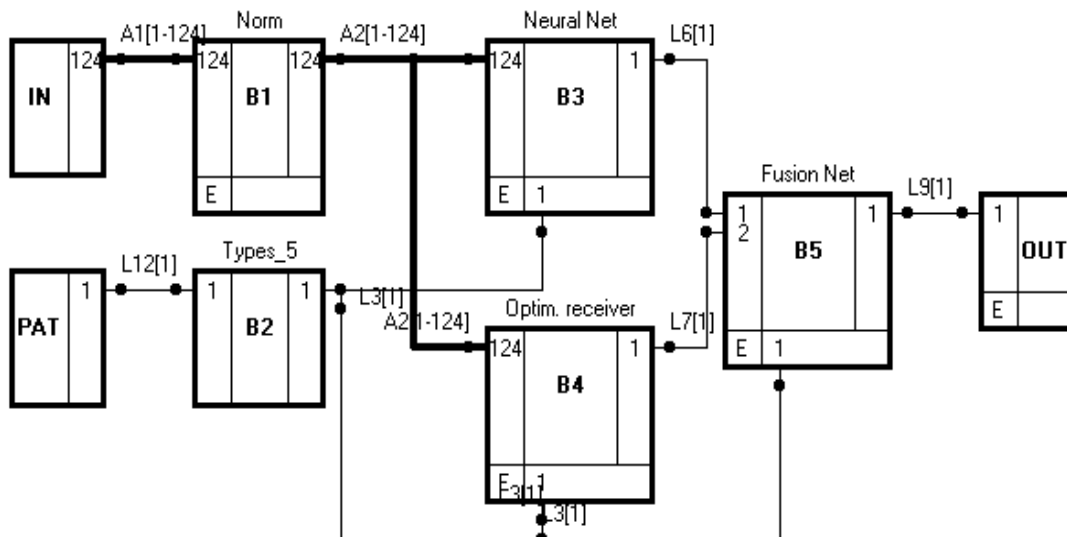 Norm
Neural Net
A1[1-124]
A2[1-124]
L6[1]
124
124
124
124
1
IN
B1
B3
E
E
1
Fusion Net
L9[1]
1
2
1
1
B5
OUT
E
1
E
Types_5
L12[1]
1
1
1
L3[1]
PAT
B2
A2[1-124]
Optim. receiver
L7[1]
124
1
B4
E
1
L3[1]